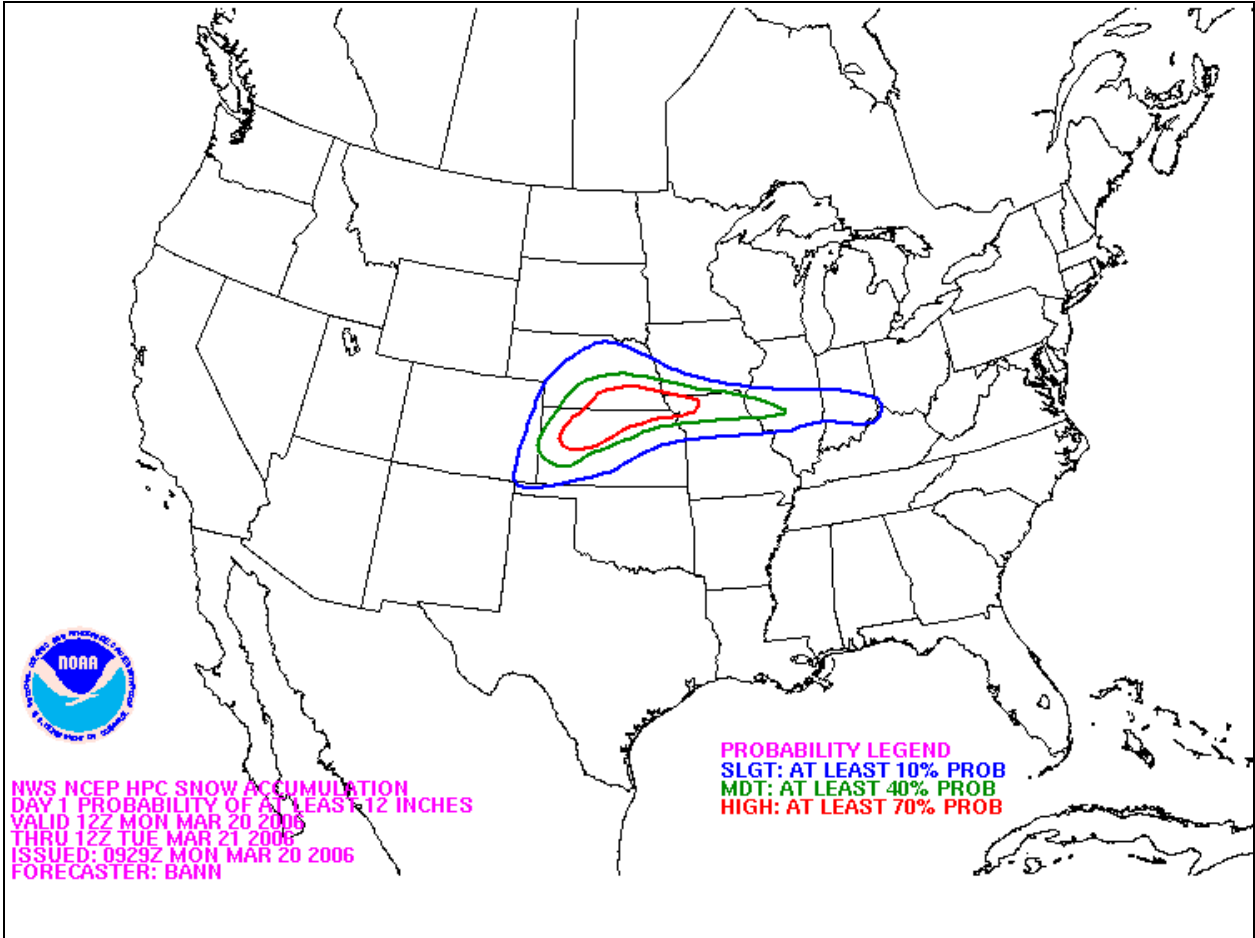 NOAA
PROBABILITY LEGEND
SLGT: AT LEAST 10% PROB
MDT: AT LEAST 40% PROB
HIGH: AT LEAST 70% PROB
NWS NCEP HPC SNOW ACCUMULATION
DAY 1 PROBABILITY OF AT LEAST 12 INCHES
VALID 12Z MON MAR 20 2006
THRU 12Z TUE MAR 21 2006
ISSUED: 0929Z MON MAR 20 2006
FORECASTER: BANN